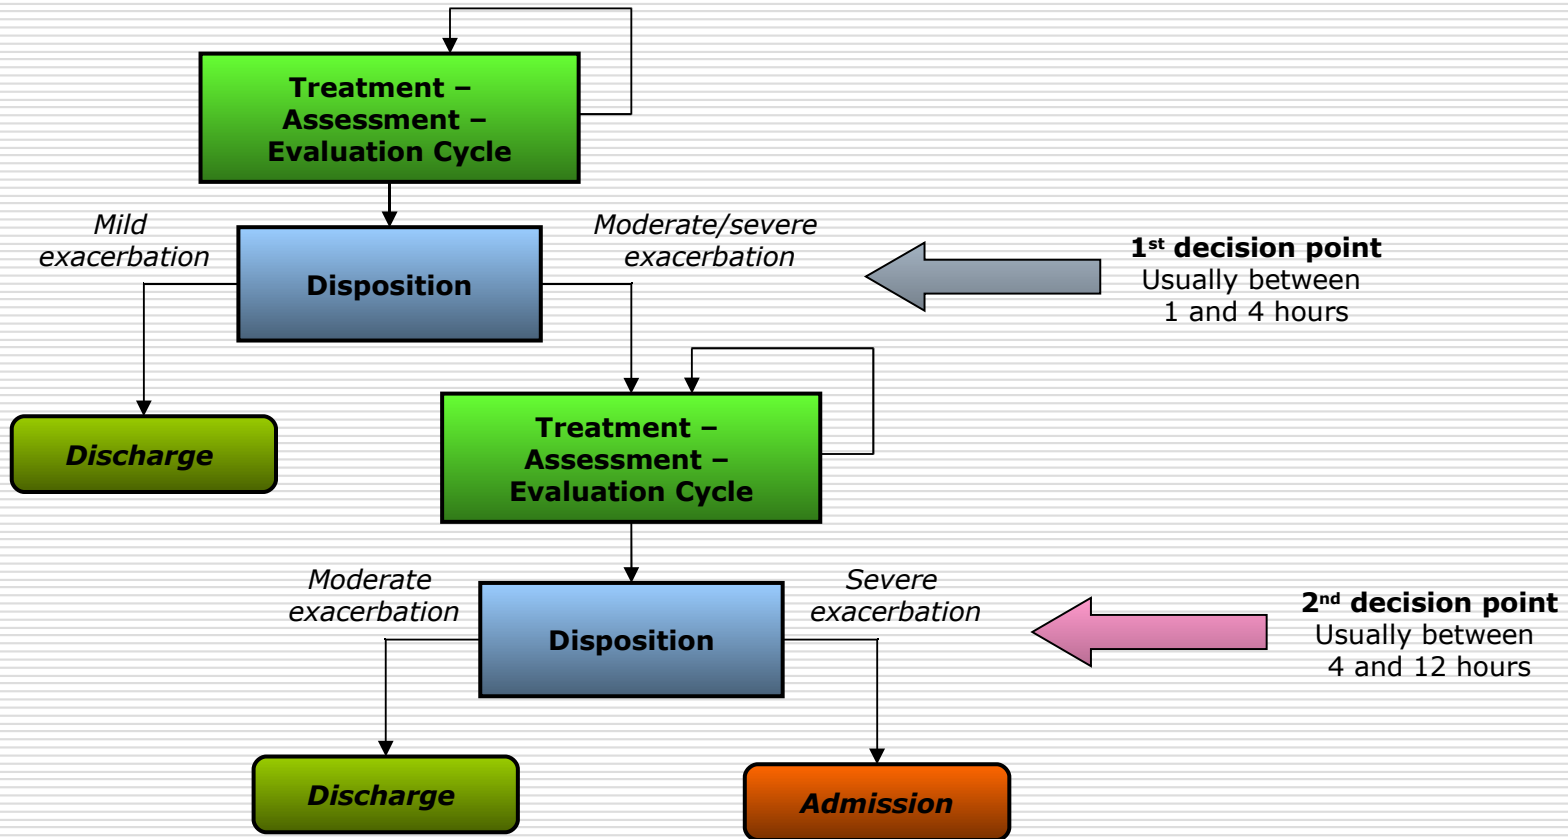 Treatment –
Assessment –
Evaluation Cycle
Mild
exacerbation
Disposition
Moderate/severe
exacerbation
1st decision point
Usually between
1 and 4 hours
Discharge
Treatment –
Assessment –
Evaluation Cycle
Moderate
exacerbation
Disposition
Severe
exacerbation
2nd decision point
Usually between
4 and 12 hours
Discharge
Admission